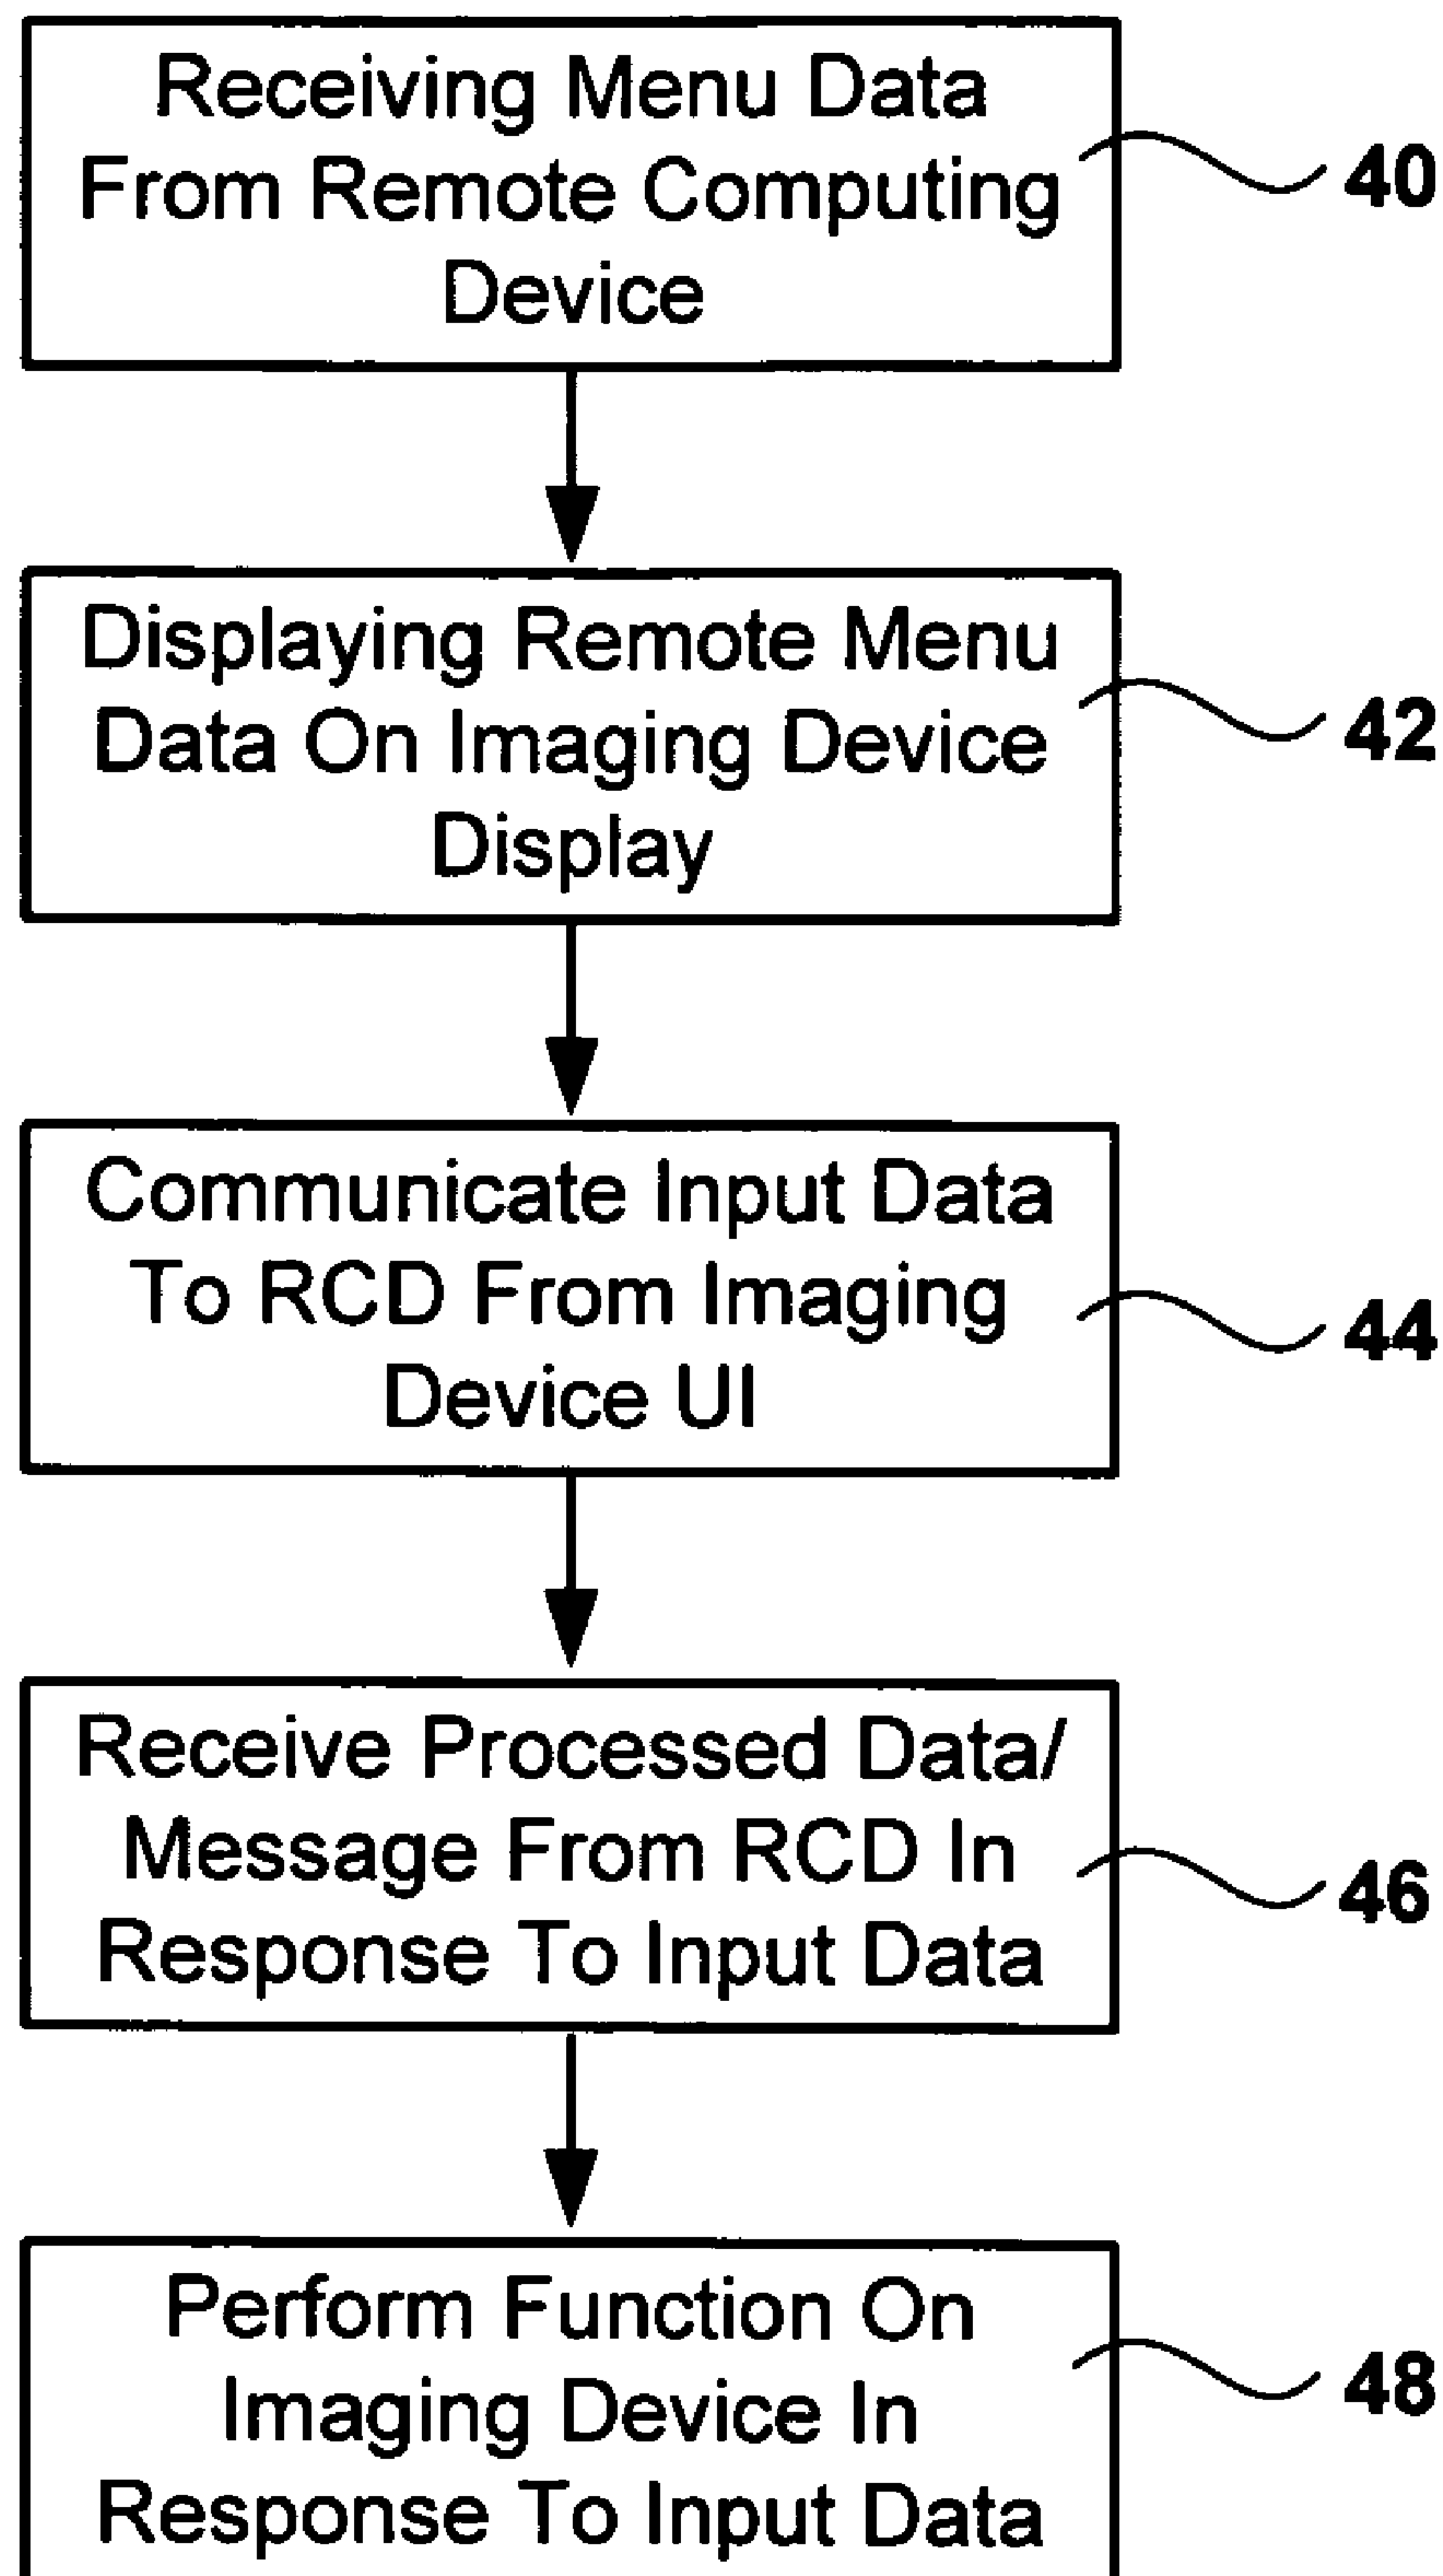 Receiving Menu Data
From Remote Computing
Device
40
Displaying Remote Menu
Data On Imaging Device
Display
42
Communicate Input Data
To RCD From Imaging
Device UI
44
Receive Processed Data/
Message From RCD In
Response To Input Data
46
Perform Function On
Imaging Device In
Response To Input Data
48